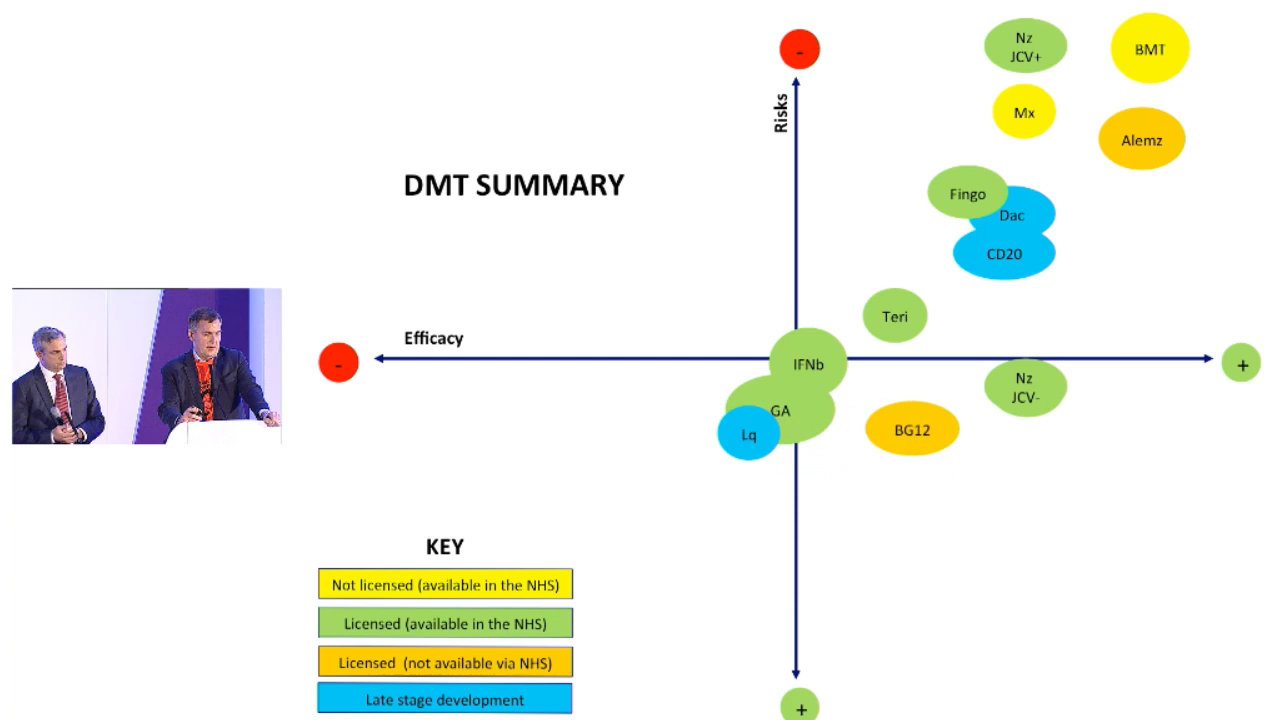 -
Nz
JCV+
BMT
Risks
Mx
Alemz
DMT SUMMARY
Fingo
Dac
CD20
Teri
Efficacy
-
IFNb
+
Nz
JCV-
GA
Lq
BG12
KEY
Not licensed (available in the NHS)
Licensed (available in the NHS)
Licensed (not available via NHS)
Late stage development
+